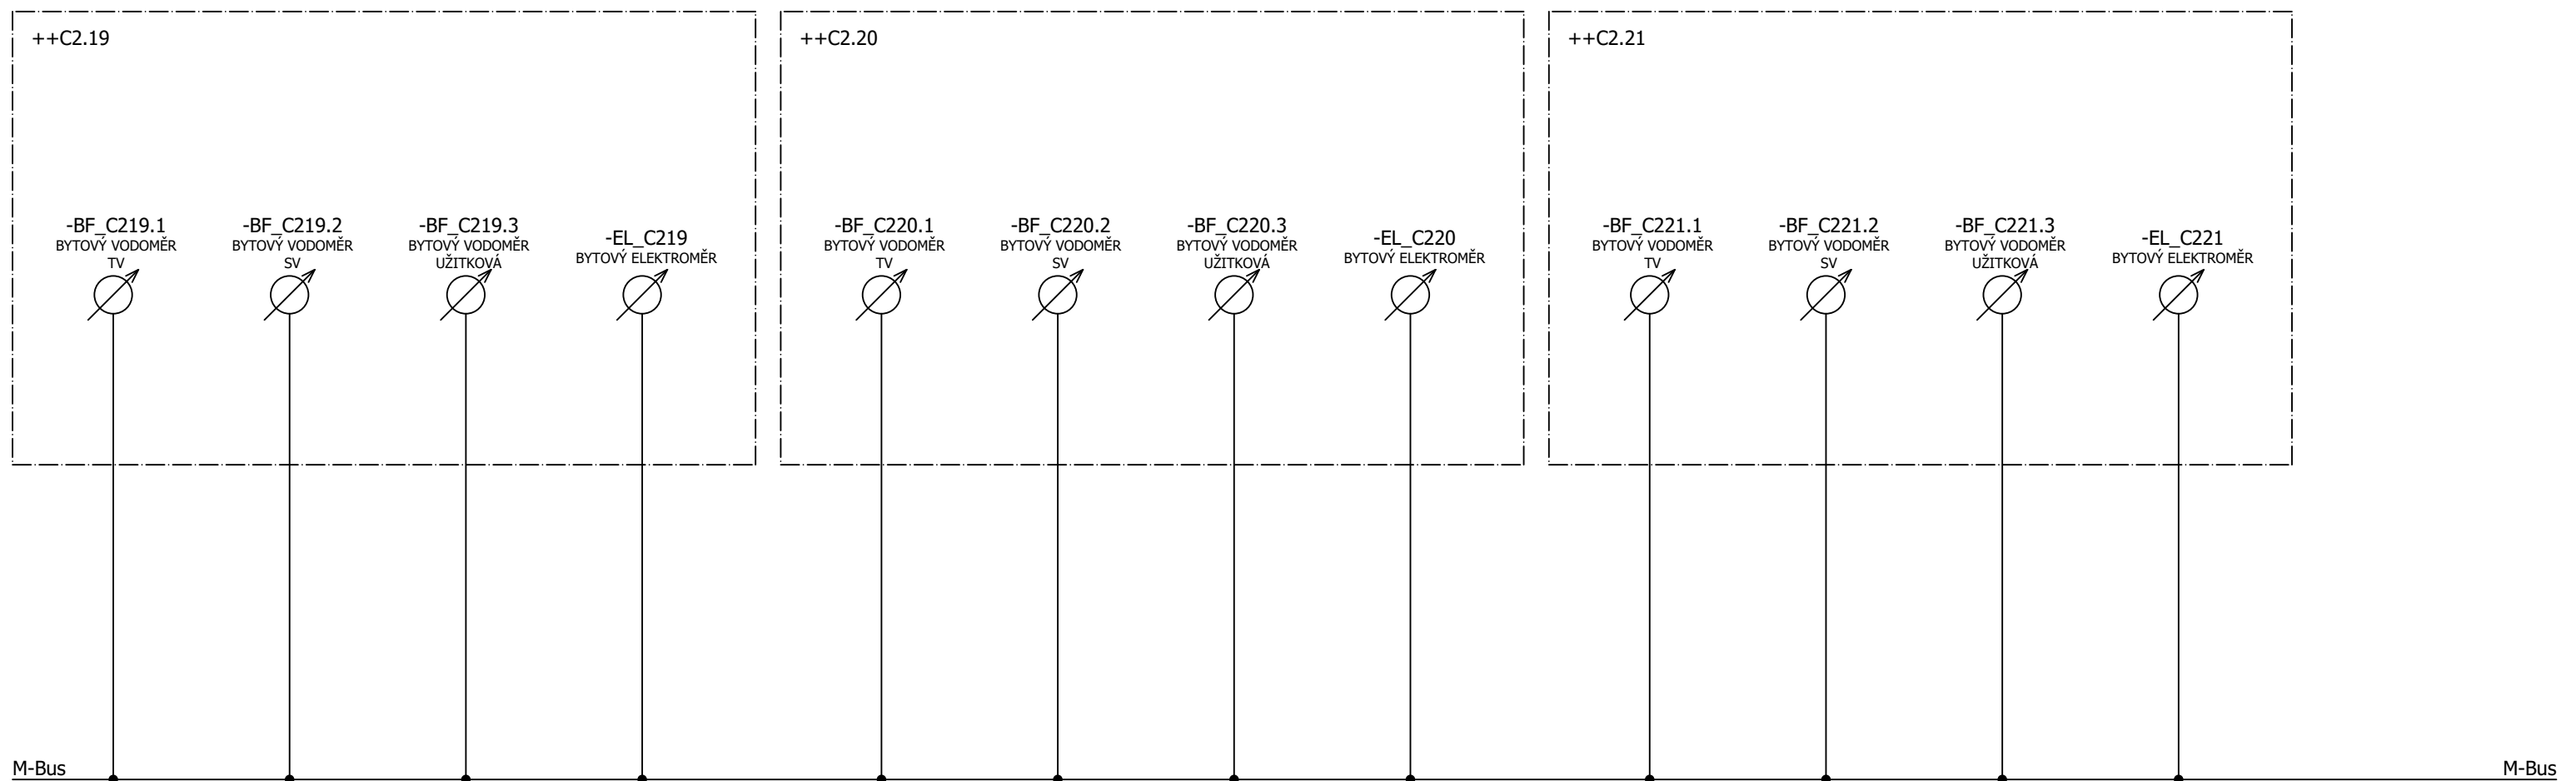 ++C2.19
++C2.20
++C2.21
-BF_C219.1
BYTOVÝ VODOMĚR
TV
-BF_C219.2
BYTOVÝ VODOMĚR
SV
-BF_C219.3
BYTOVÝ VODOMĚR
UŽITKOVÁ
-EL_C219
BYTOVÝ ELEKTROMĚR
-BF_C220.1
BYTOVÝ VODOMĚR
TV
-BF_C220.2
BYTOVÝ VODOMĚR
SV
-BF_C220.3
BYTOVÝ VODOMĚR
UŽITKOVÁ
-EL_C220
BYTOVÝ ELEKTROMĚR
-BF_C221.1
BYTOVÝ VODOMĚR
TV
-BF_C221.2
BYTOVÝ VODOMĚR
SV
-BF_C221.3
BYTOVÝ VODOMĚR
UŽITKOVÁ
-EL_C221
BYTOVÝ ELEKTROMĚR
M-Bus
M-Bus